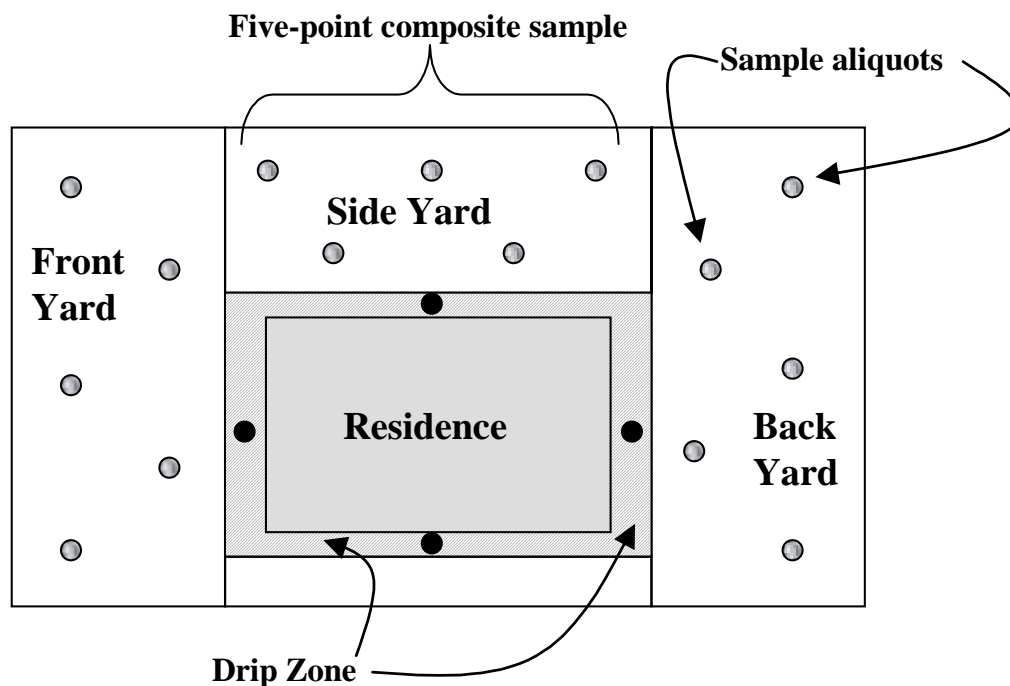 Five-point composite sample
Sample aliquots
Side Yard
Front
Yard
Residence
Back
Yard
Drip Zone